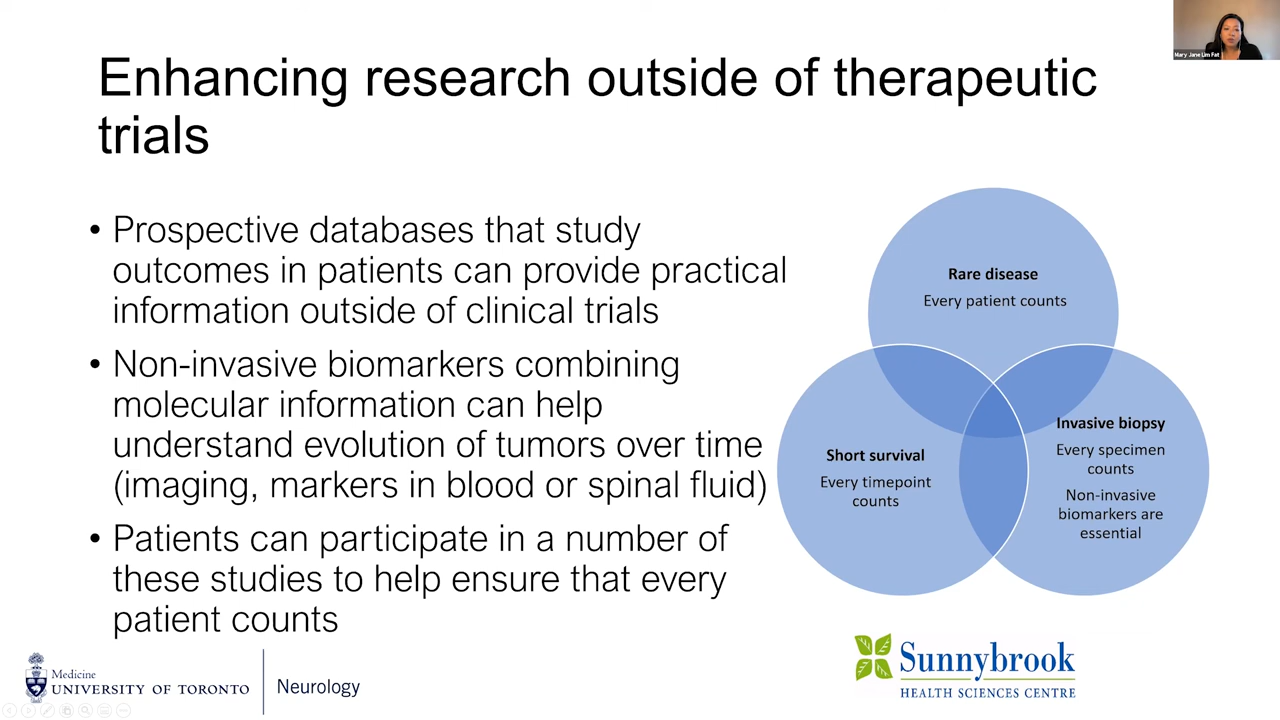 Mary Jane Lim Fat
Enhancing research outside of therapeutic
trials
• Prospective databases that study
outcomes in patients can provide practical
information outside of clinical trials
• Non-invasive biomarkers combining
molecular information can help
understand evolution of tumors over time
(imaging, markers in blood or spinal fluid)
• Patients can participate in a number of
these studies to help ensure that every
patient counts
Rare disease
Every patient counts
Short survival
Every timepoint
counts
Invasive biopsy
Every specimen
counts
Non-invasive
biomarkers are
essential
Medicine
UNIVERSITY OF TORONTO
Neurology
Sunnybrook
HEALTH SCIENCES CENTRE